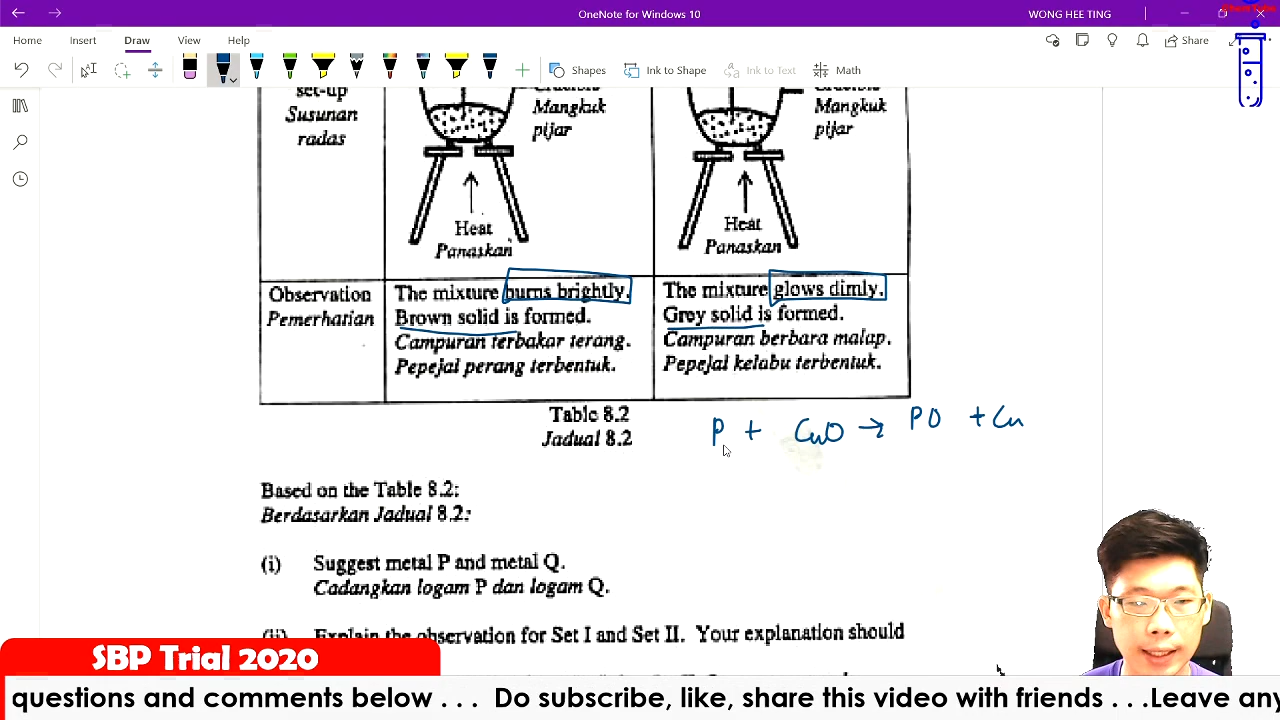 OneNote for Windows 10
WONG HEE TING
Home Insert Draw View Help
Share
Shapes
Ink to Shape
Ink to Text
Math
set-up
Susunan
radas
Mangkuk
pijar
Heat
Panaskan
Mangkuk
pijar
Heat
Panaskan
Observation
Pemerhatian
The mixture burns brightly.
Brown solid is formed.
Campuran terbakar terang.
Pepejal perang terbentuk.
The mixture glows dimly.
Grey solid is formed.
Campuran berbara malap.
Pepejal kelabu terbentuk.
Table 8.2
Jadual 8.2
P + CuO → PO + Cu
Based on the Table 8.2:
Berdasarkan Jadual 8.2:
(i) Suggest metal P and metal Q.
Cadangkan logam P dan logam Q.
(ii) Explain the observation for Set I and Set II. Your explanation should
SBP Trial 2020
questions and comments below . . . Do subscribe, like, share this video with friends . . .Leave any